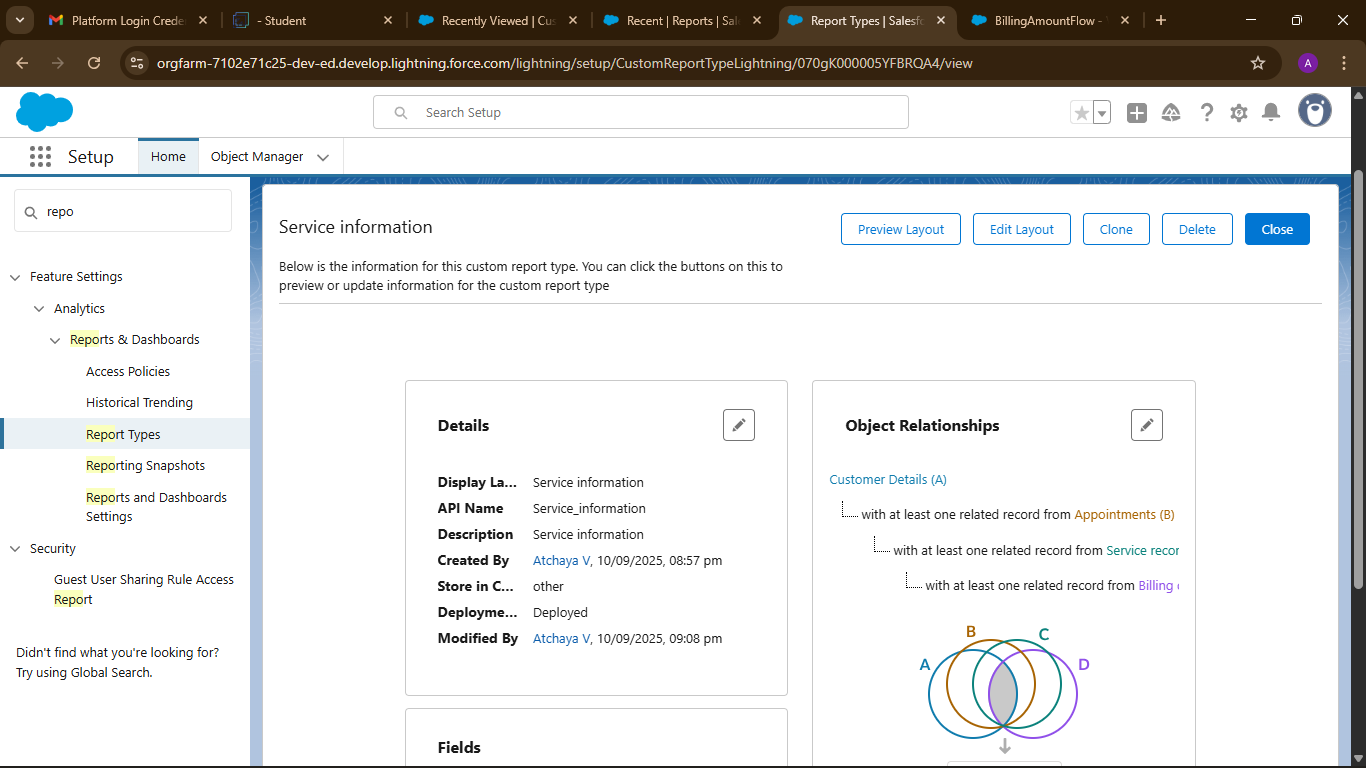 Platform Login Crede
- Student
Recently Viewed | Cus
Recent | Reports | Sale
Report Types | Salesfo
BillingAmountFlow -
orgfarm-7102e71c25-dev-ed.develop.lightning.force.com/lightning/setup/CustomReportTypeLightning/070gK000005YFBRQA4/view
A
Search Setup
Setup
Home
Object Manager
repo
Feature Settings
Analytics
Reports & Dashboards
Access Policies
Historical Trending
Report Types
Reporting Snapshots
Reports and Dashboards
Settings
Security
Guest User Sharing Rule Access
Report
Didn't find what you're looking for?
Try using Global Search.
Service information
Preview Layout
Edit Layout
Clone
Delete
Close
Below is the information for this custom report type. You can click the buttons on this to
preview or update information for the custom report type
Details
Display La... Service information
API Name Service_information
Description Service information
Created By Atchaya V, 10/09/2025, 08:57 pm
Store in C... other
Deployme... Deployed
Modified By Atchaya V, 10/09/2025, 09:08 pm
Fields
Object Relationships
Customer Details (A)
with at least one related record from Appointments (B)
with at least one related record from Service recor
with at least one related record from Billing
A
B
C
D